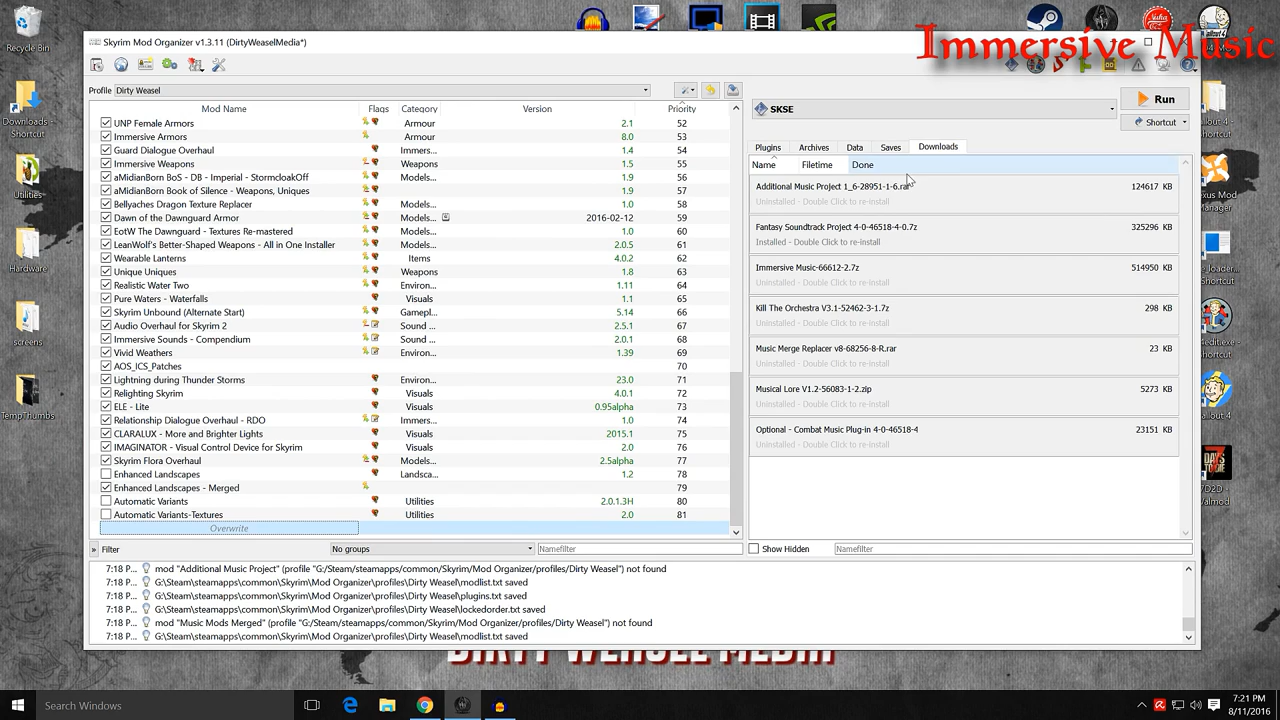 Immersive Music
Recycle Bin
Downloads -
Shortcut
Utilities
Hardware
screens
TempThumbs
Skyrim Mod Organizer v1.3.11 (DirtyWeaselMedia*)
Profile Dirty Weasel
Mod Name Flags Category Version Priority
UNP Female Armors Armour 2.1 52
Immersive Armors Armour 8.0 53
Guard Dialogue Overhaul Immers... 1.4 54
Immersive Weapons Weapons 1.5 55
aMidianBorn BoS - DB - Imperial - StormcloakOff Models... 1.9 56
aMidianBorn Book of Silence - Weapons, Uniques 1.9 57
Bellyaches Dragon Texture Replacer Models... 1.0 58
Dawn of the Dawnguard Armor Models... 2016-02-12 59
EotW The Dawnguard - Textures Re-mastered Models... 1.0 60
LeanWolf's Better-Shaped Weapons - All in One Installer Models... 2.0.5 61
Wearable Lanterns Items 4.0.2 62
Unique Uniques Weapons 1.8 63
Realistic Water Two Environ... 1.11 64
Pure Waters - Waterfalls Visuals 1.1 65
Skyrim Unbound (Alternate Start) Gamepl... 5.14 66
Audio Overhaul for Skyrim 2 Sound ... 2.5.1 67
Immersive Sounds - Compendium Sound ... 2.0.1 68
Vivid Weathers Environ... 1.39 69
AOS_ICS_Patches 70
Lightning during Thunder Storms Environ... 23.0 71
Relighting Skyrim Visuals 4.0.1 72
ELE - Lite Visuals 0.95alpha 73
Relationship Dialogue Overhaul - RDO Immers... 1.0 74
CLARALUX - More and Brighter Lights Visuals 2015.1 75
IMAGINATOR - Visual Control Device for Skyrim Visuals 2.0 76
Skyrim Flora Overhaul Models... 2.5alpha 77
Enhanced Landscapes Landsca... 1.2 78
Enhanced Landscapes - Merged 79
Automatic Variants Utilities 2.0.1.3H 80
Automatic Variants-Textures Utilities 2.0 81
Overwrite
» Filter No groups Namefilter
SKSE
Run
Shortcut
Plugins Archives Data Saves Downloads
Name Filetime Done
Additional Music Project 1_6-28951-1-6.rar 124617 KB
Uninstalled - Double Click to re-install
Fantasy Soundtrack Project 4-0-46518-4-0.7z 325296 KB
Installed - Double Click to re-install
Immersive Music-66612-2.7z 514950 KB
Uninstalled - Double Click to re-install
Kill The Orchestra V3.1-52462-3-1.7z 298 KB
Uninstalled - Double Click to re-install
Music Merge Replacer v8-68256-8-R.rar 23 KB
Uninstalled - Double Click to re-install
Musical Lore V1.2-56083-1-2.zip 5273 KB
Uninstalled - Double Click to re-install
Optional - Combat Music Plug-in 4-0-46518-4 23151 KB
Uninstalled - Double Click to re-install
Show Hidden Namefilter
7:18 P... mod "Additional Music Project" (profile "G:/Steam/steamapps/common/Skyrim/Mod Organizer/profiles/Dirty Weasel") not found
7:18 P... G:\Steam\steamapps\common\Skyrim\Mod Organizer\profiles\Dirty Weasel\modlist.txt saved
7:18 P... G:\Steam\steamapps\common\Skyrim\Mod Organizer\profiles\Dirty Weasel\plugins.txt saved
7:18 P... G:\Steam\steamapps\common\Skyrim\Mod Organizer\profiles\Dirty Weasel\lockedorder.txt saved
7:18 P... mod "Music Mods Merged" (profile "G:/Steam/steamapps/common/Skyrim/Mod Organizer/profiles/Dirty Weasel") not found
7:18 P... G:\Steam\steamapps\common\Skyrim\Mod Organizer\profiles\Dirty Weasel\modlist.txt saved
DIRTY WEASEL MEDIA
Search Windows
7:21 PM
8/11/2016